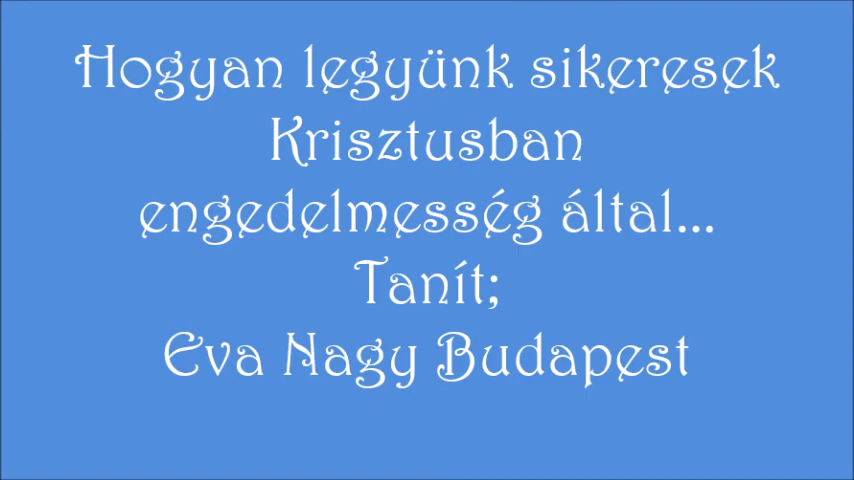 Hogyan legyünk sikeresek
Krisztusban
engedelmesség által...
Tanít;
Eva Nagy Budapest